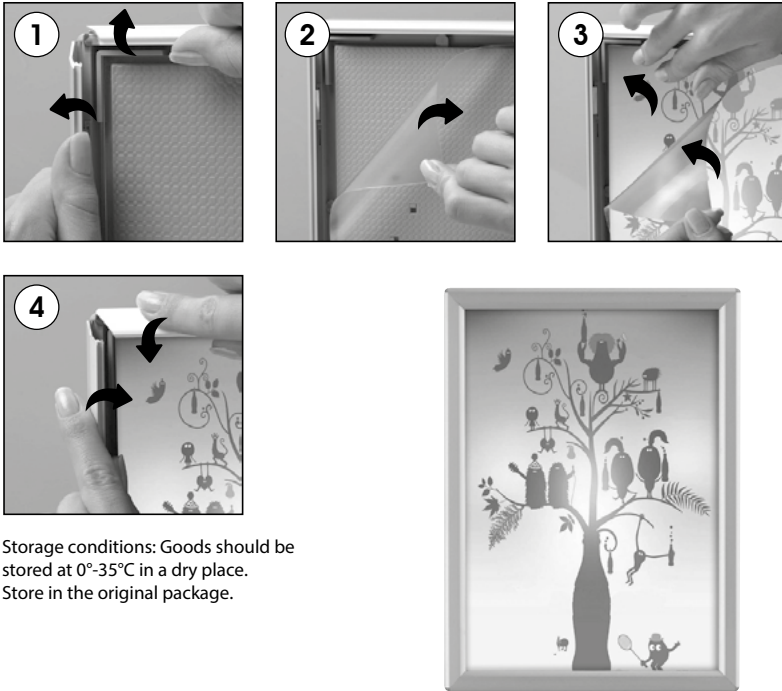 1
2
3
4
Storage conditions: Goods should be
stored at 0°-35°C in a dry place.
Store in the original package.